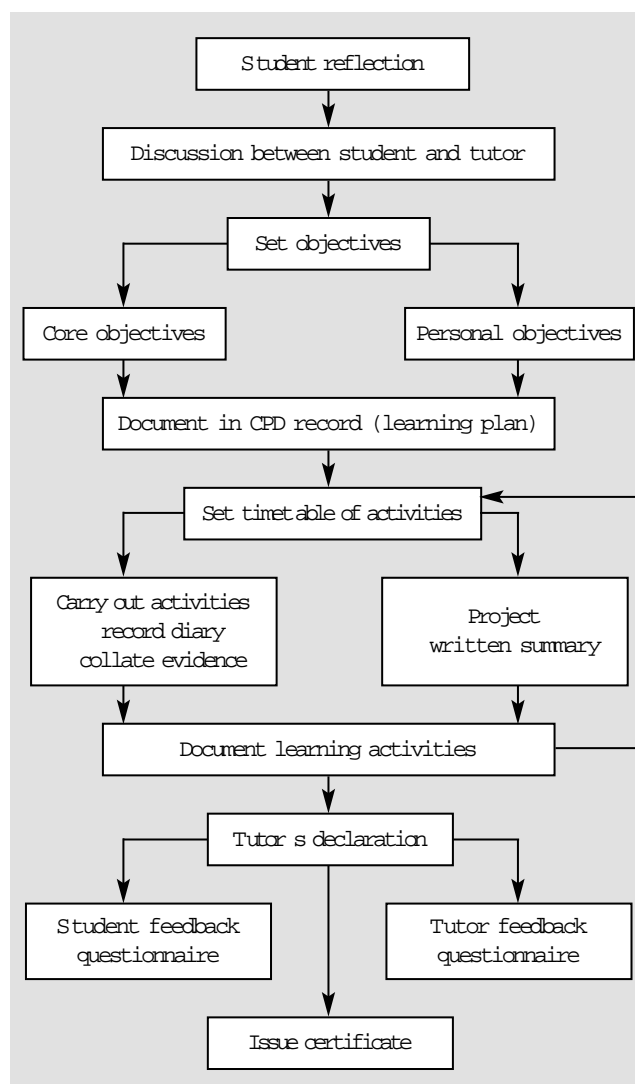 Student reflection
Discussion between student and tutor
Set objectives
Core objectives
Personal objectives
Document in CPD record (learning plan)
Set timetable of activities
Carry out activities
record diary
collate evidence
Project
written summary
Document learning activities
Tutor s declaration
Student feedback
questionnaire
Tutor feedback
questionnaire
Issue certificate